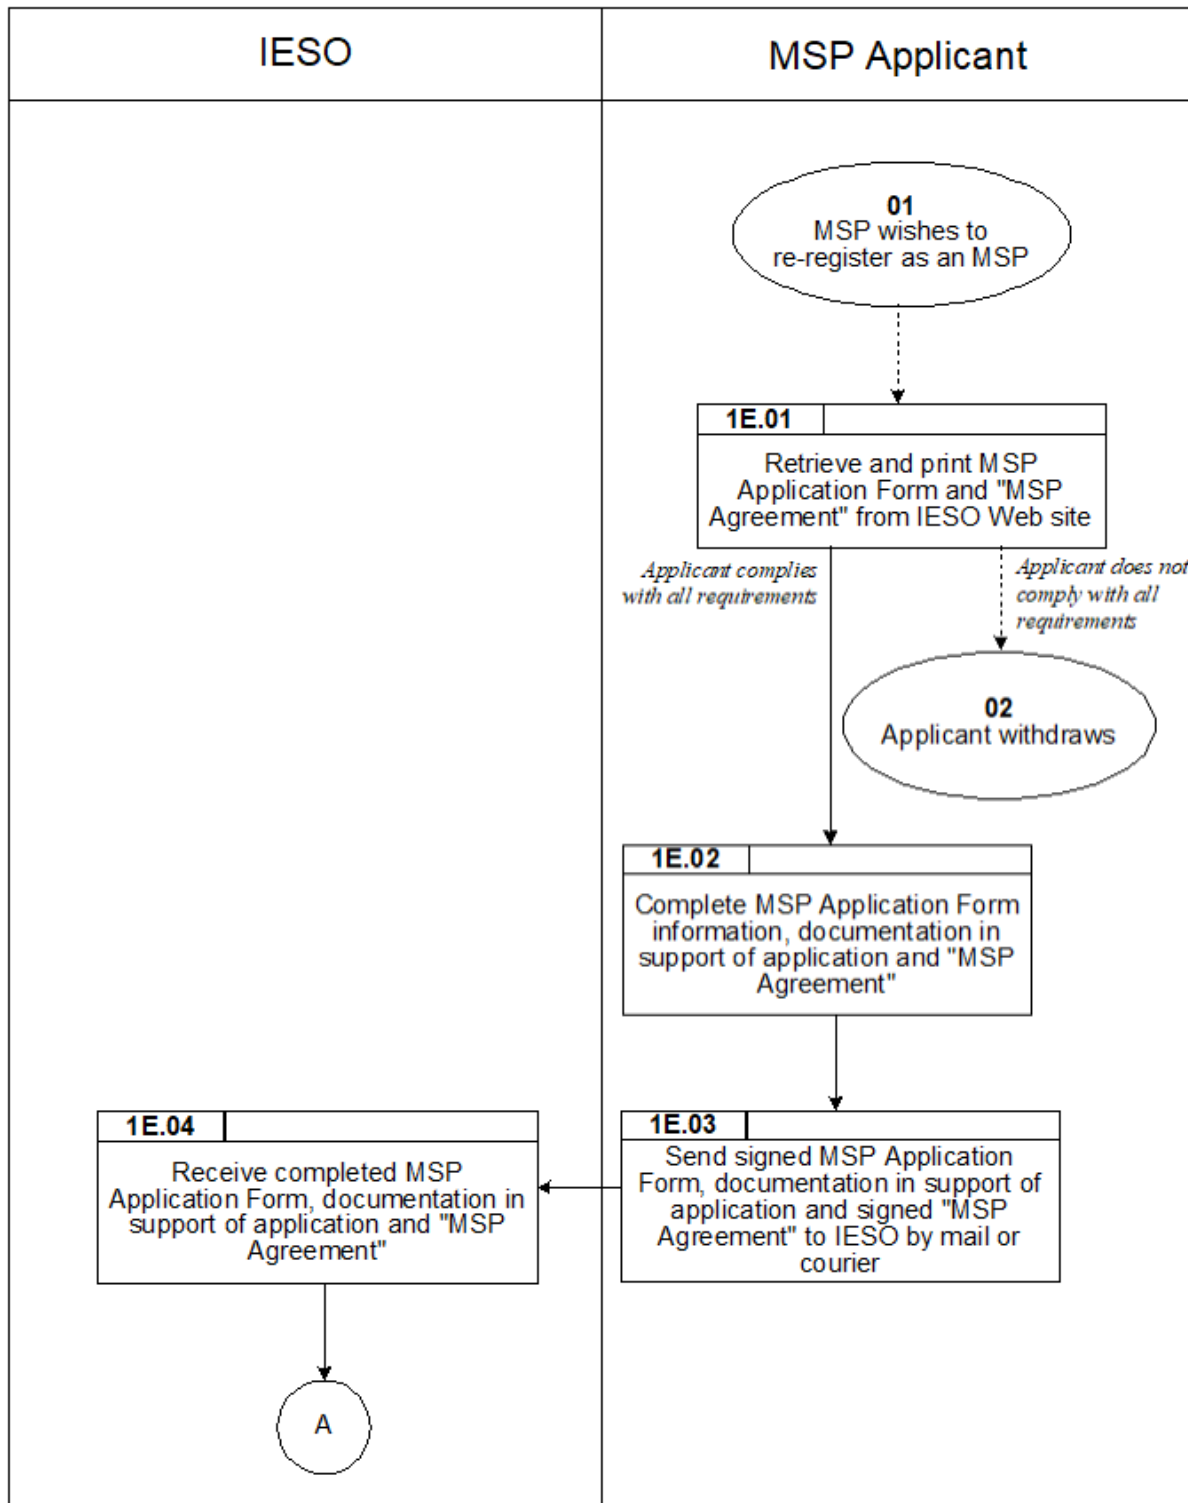 IESO
MSP Applicant
01
MSP wishes to
re-register as an MSP
1E.01
Retrieve and print MSP
Application Form and "MSP
Agreement" from IESO Web site
Applicant complies
with all requirements
Applicant does not
comply with all
requirements
02
Applicant withdraws
1E.02
Complete MSP Application Form
information, documentation in
support of application and "MSP
Agreement"
1E.03
Send signed MSP Application
Form, documentation in support of
application and signed "MSP
Agreement" to IESO by mail or
courier
1E.04
Receive completed MSP
Application Form, documentation in
support of application and "MSP
Agreement"
A